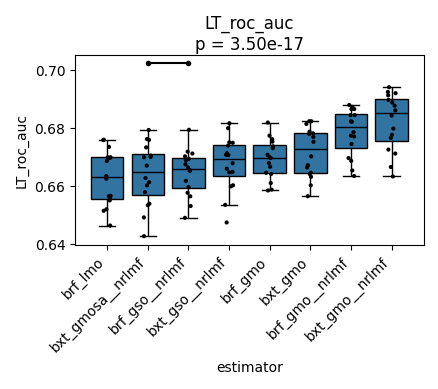 LT_roc_auc
p = 3.50e-17
LT_roc_auc
0.70
0.68
0.66
0.64
brf_lmo
bxt_gmosa__nrlmf
brf_gso__nrlmf
bxt_gso__nrlmf
brf_gmo
bxt_gmo
brf_gmo__nrlmf
bxt_gmo__nrlmf
estimator